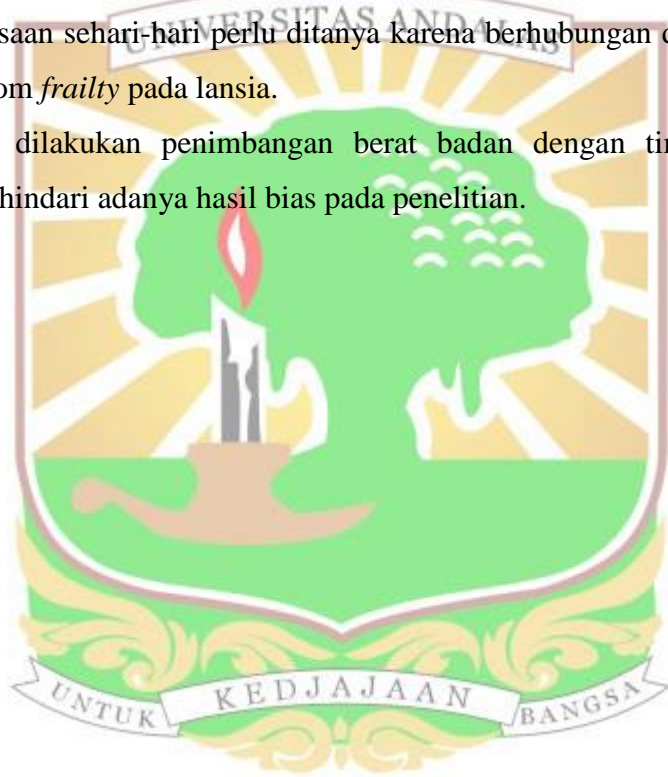 UNIVERSITAS ANDALAS
saan sehari-hari perlu ditanya karena berhubungan
om frailty pada lansia.
dilakukan penimbangan berat badan dengan
hindari adanya hasil bias pada penelitian.
UNTUK KEDJAJAAN BANGSA